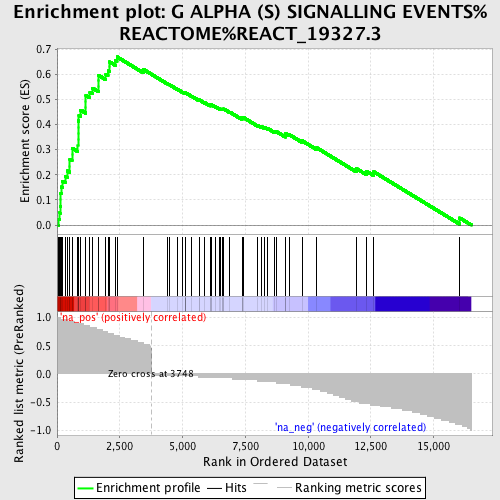 Enrichment plot: G ALPHA (S) SIGNALLING EVENTS%
REACTOME%REACT_19327.3
Enrichment score (ES)
0.7
0.6
0.5
0.4
0.3
0.2
0.1
0.0
'na_pos' (positively correlated)
Ranked list metric (PreRanked)
1.0
0.5
0.0
-0.5
-1.0
Zero cross at 3748
'na_neg' (negatively correlated)
0
2,500
5,000
7,500
10,000
12,500
15,000
Rank in Ordered Dataset
Enrichment profile
Hits
Ranking metric scores